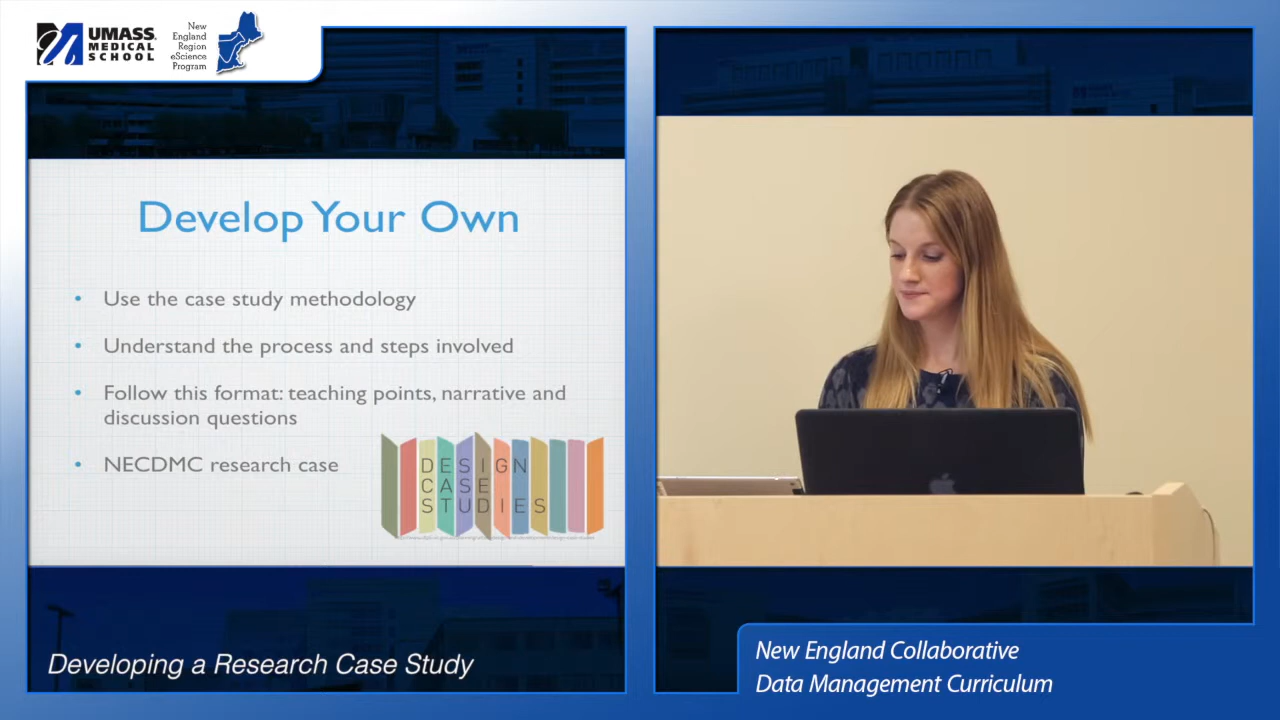 UMASS
MEDICAL
SCHOOL
New
England
Region
eScience
Program
Develop Your Own
• Use the case study methodology
• Understand the process and steps involved
• Follow this format: teaching points, narrative and
discussion questions
• NECDMC research case
DESIGN
CASE
STUDIES
Developing a Research Case Study
New England Collaborative
Data Management Curriculum